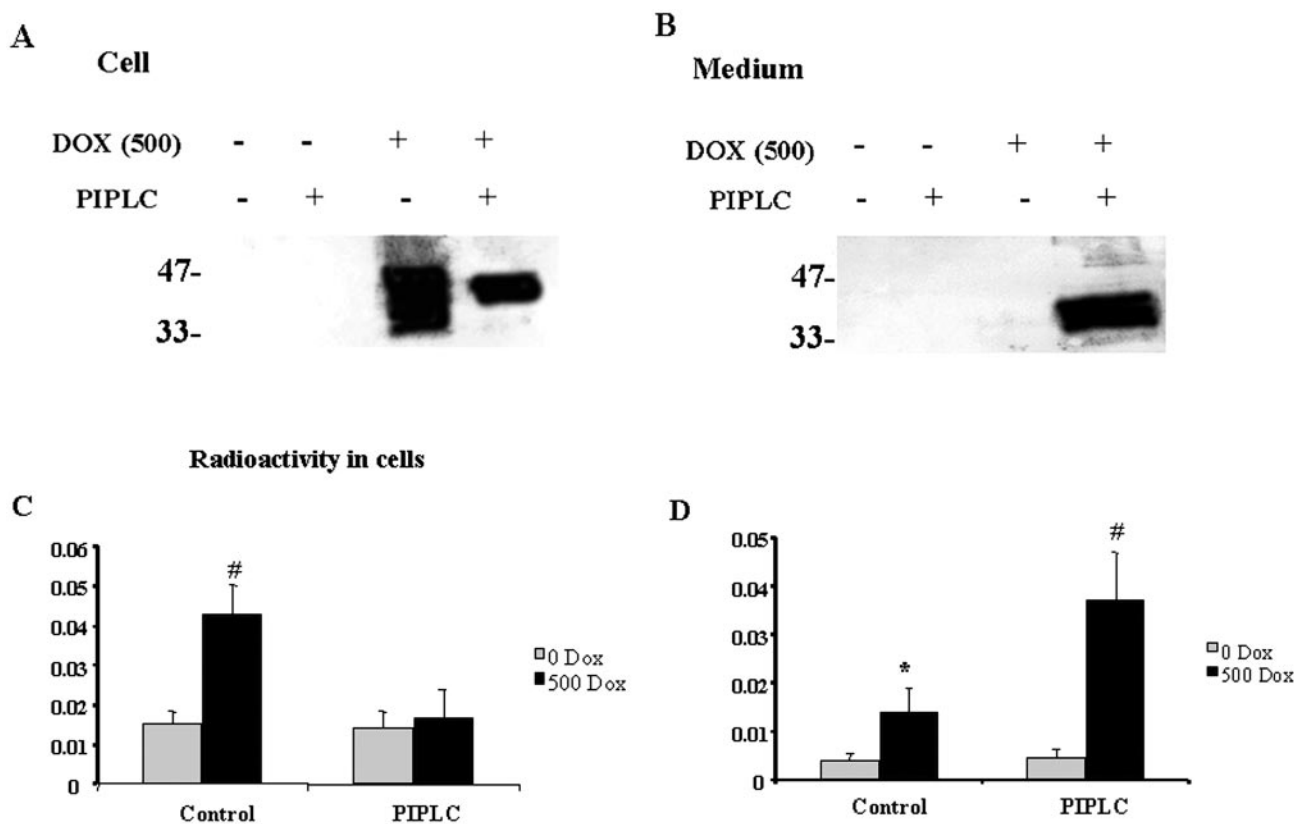 A
Cell
DOX (500) - - + +
PIPLC - + - +
47-
33-
B
Medium
DOX (500) - - + +
PIPLC - + - +
47-
33-
Radioactivity in cells
C
0.06
0.05
0.04
0.03
0.02
0.01
0
#
Control PIPLC
0 Dox
500 Dox
D
0.05
0.04
0.03
0.02
0.01
0
*
#
Control PIPLC
0 Dox
500 Dox